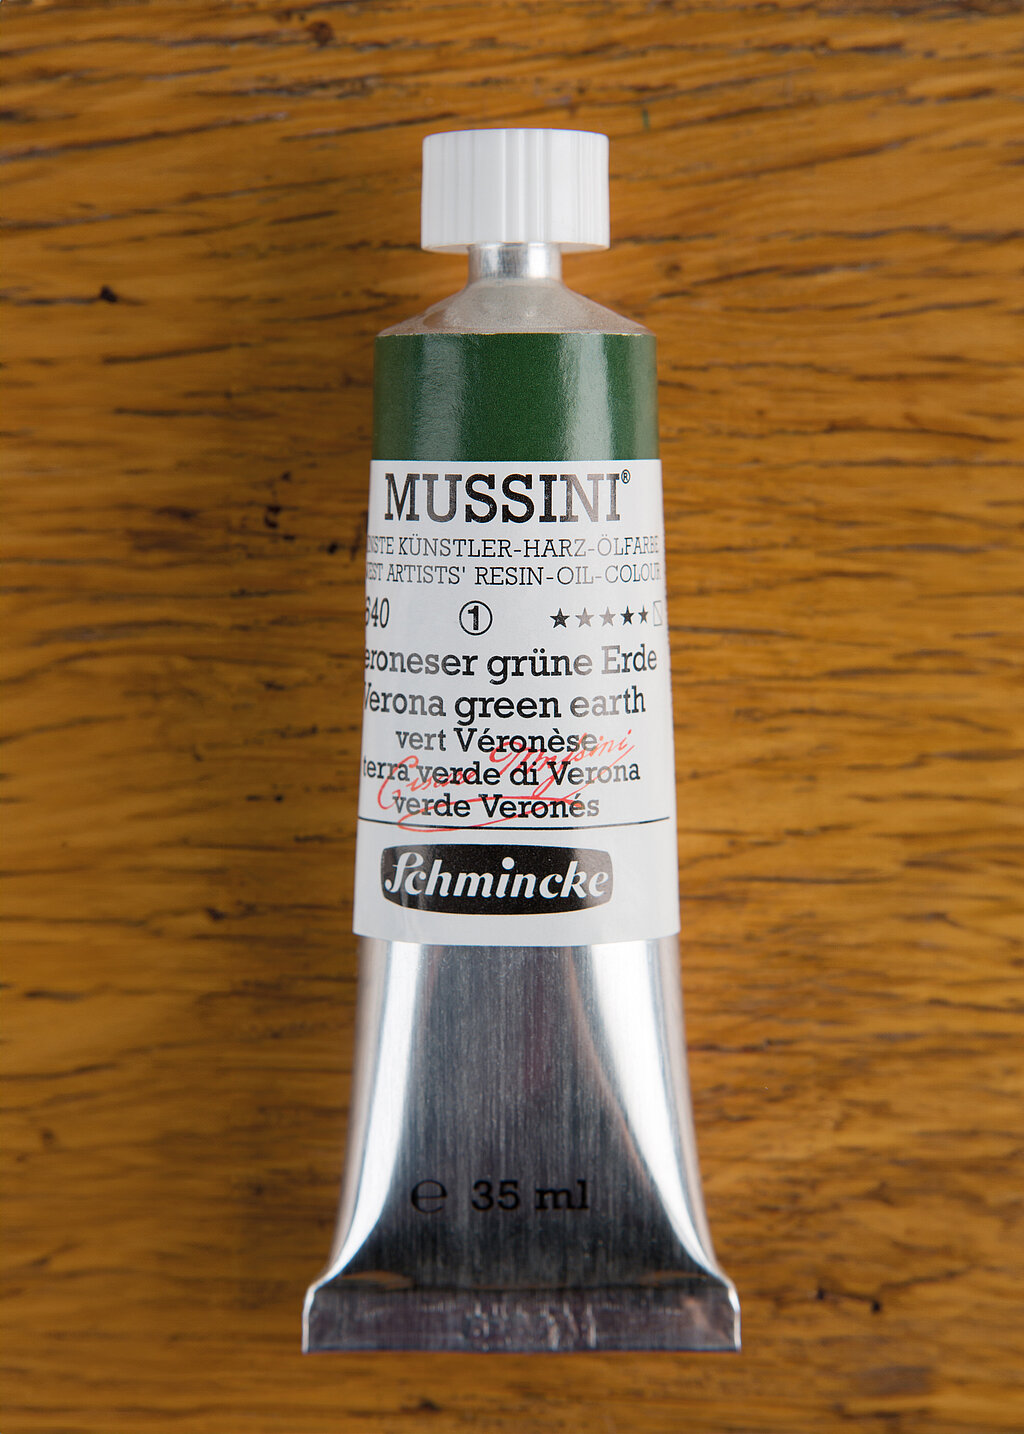 MUSSINI®
KÜNSTLER-HARZ-ÖLFARBE
ARTISTS' RESIN-OIL-COLOUR
640 1 ★★★★★
eroneser grüne Erde
Verona green earth
vert Véronèse
terra verde di Verona
verde Veronés
Schmincke
℮ 35 ml